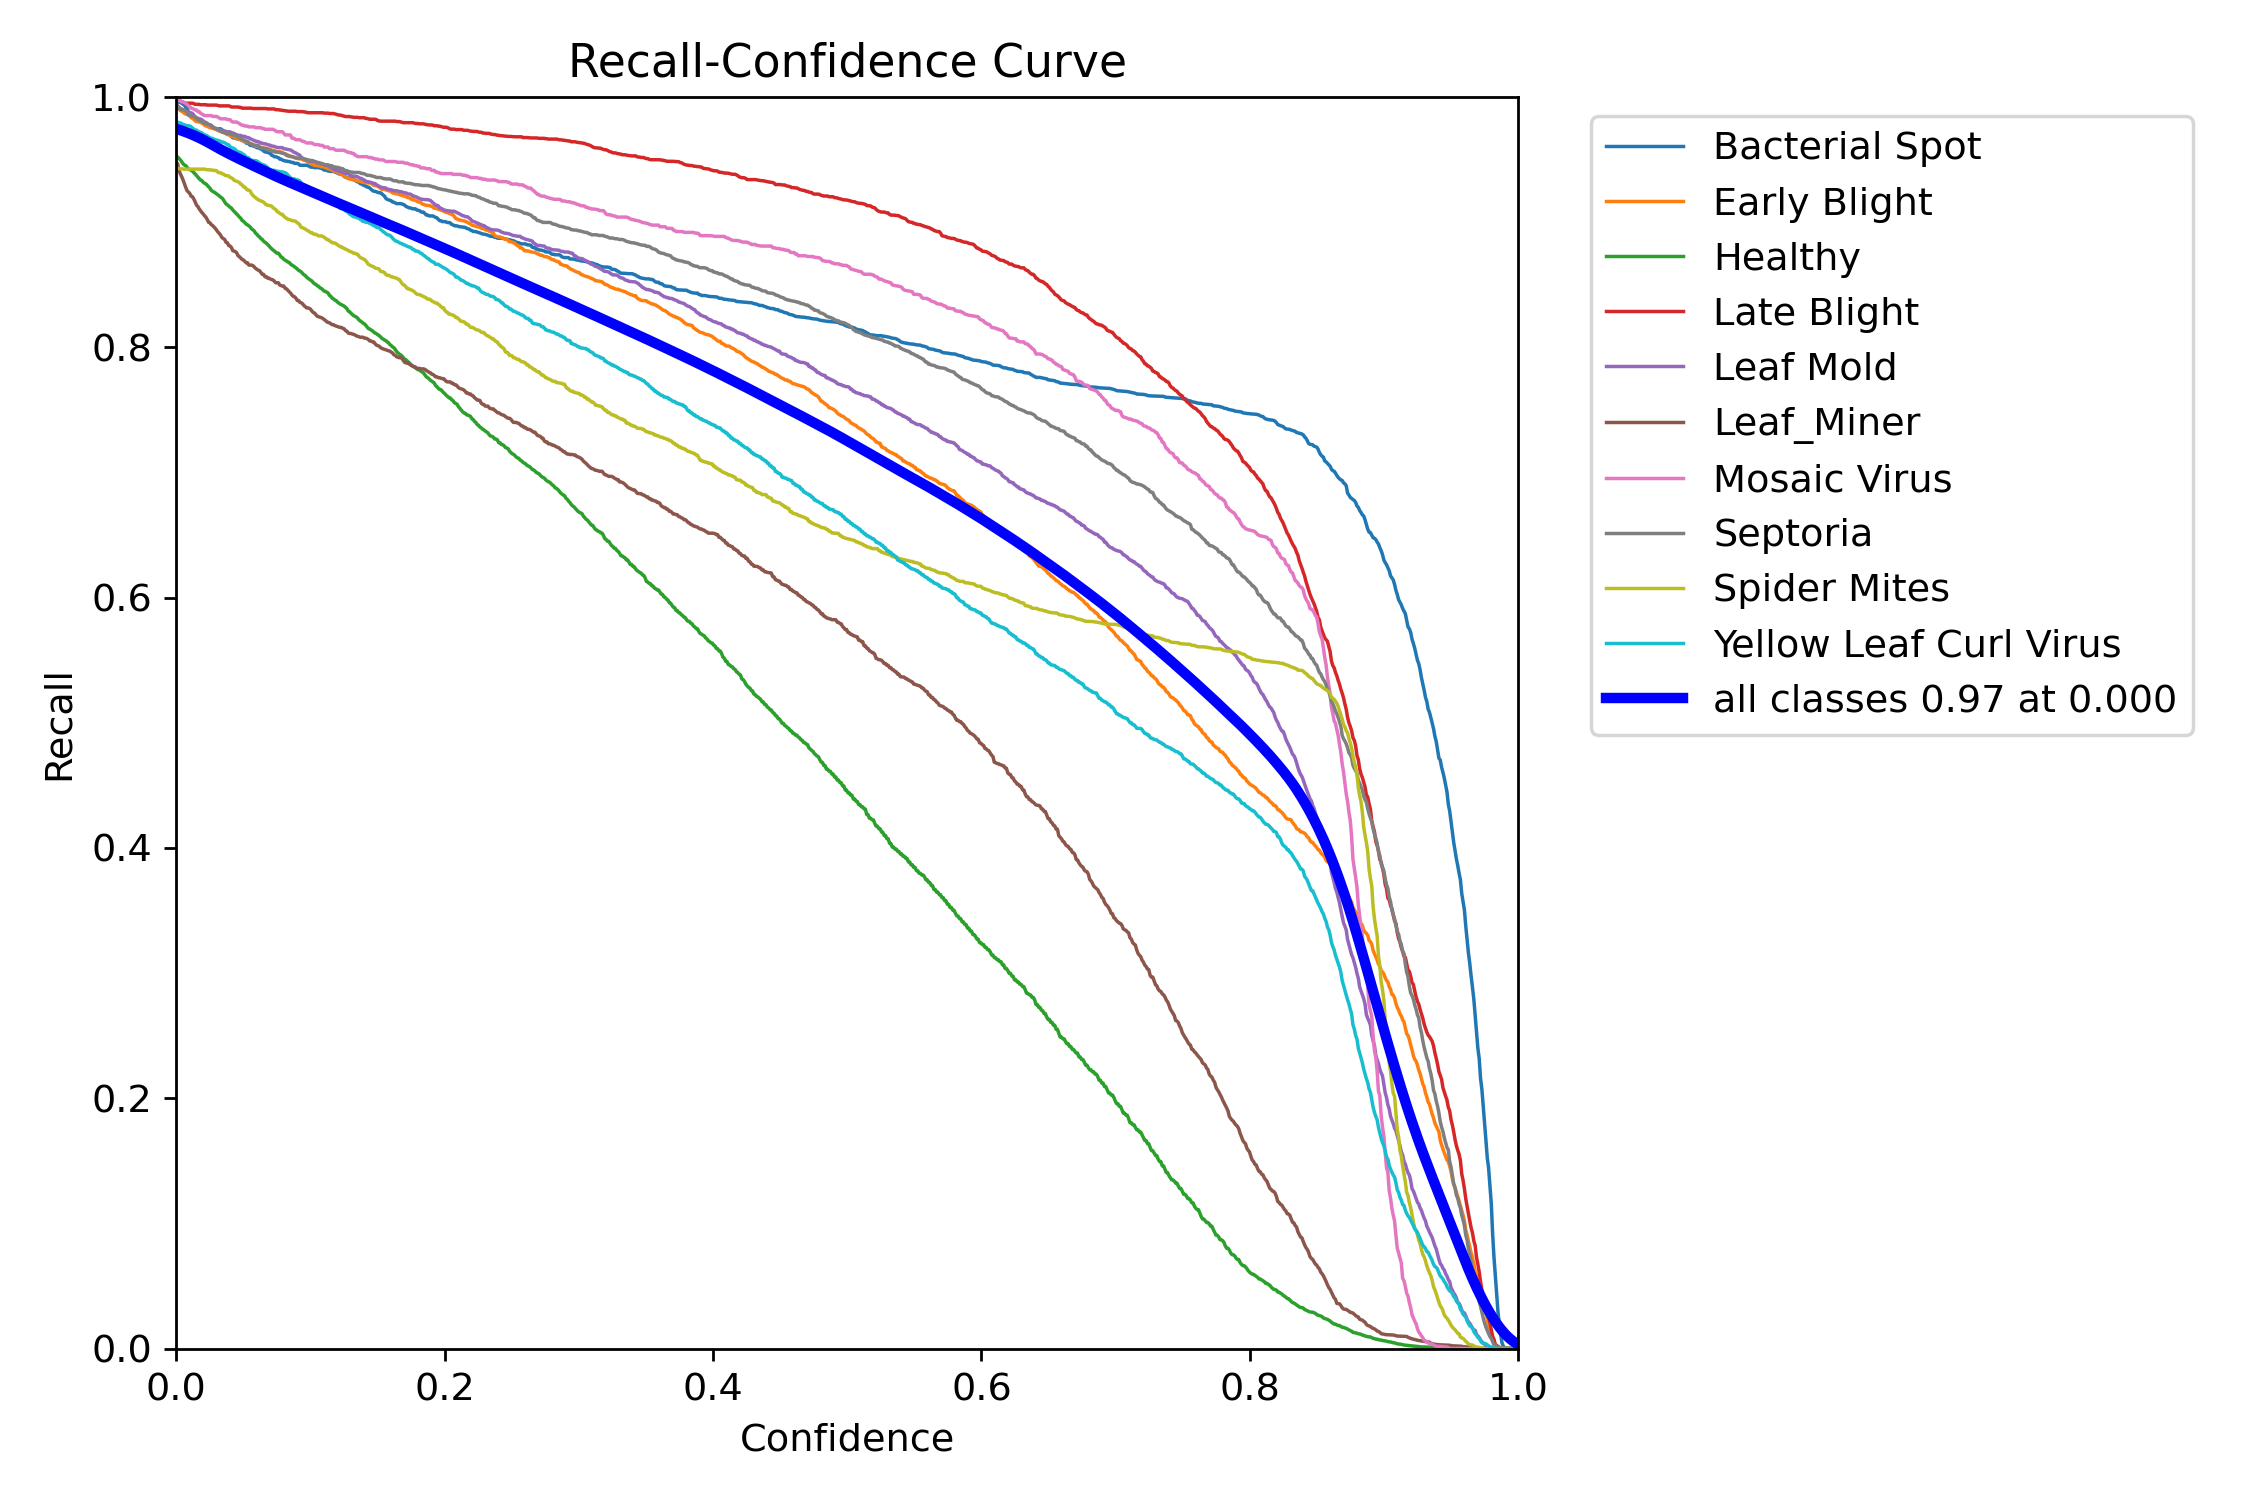 Recall-Confidence Curve
1.0
0.8
0.6
0.4
0.2
0.0
Recall
0.0 0.2 0.4 0.6 0.8 1.0
Confidence
Bacterial Spot
Early Blight
Healthy
Late Blight
Leaf Mold
Leaf_Miner
Mosaic Virus
Septoria
Spider Mites
Yellow Leaf Curl Virus
all classes 0.97 at 0.000